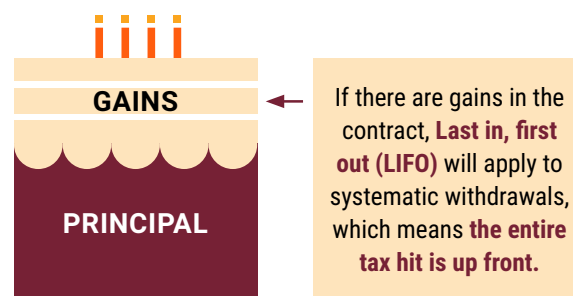 GAINS
PRINCIPAL
If there are gains in the
contract, Last in, first
out (LIFO) will apply to
systematic withdrawals,
which means the entire
tax hit is up front.